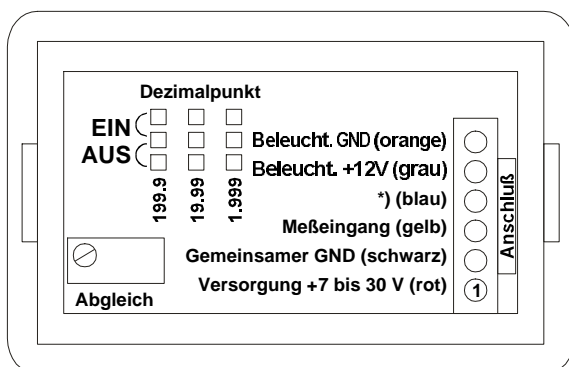 Dezimalpunkt
EIN
AUS
199.9
19.99
1.999
Beleucht. GND (orange)
Beleucht. +12V (grau)
*) (blau)
Meßeingang (gelb)
Gemeinsamer GND (schwarz)
Versorgung +7 bis 30 V (rot)
1
Anschluß
Abgleich